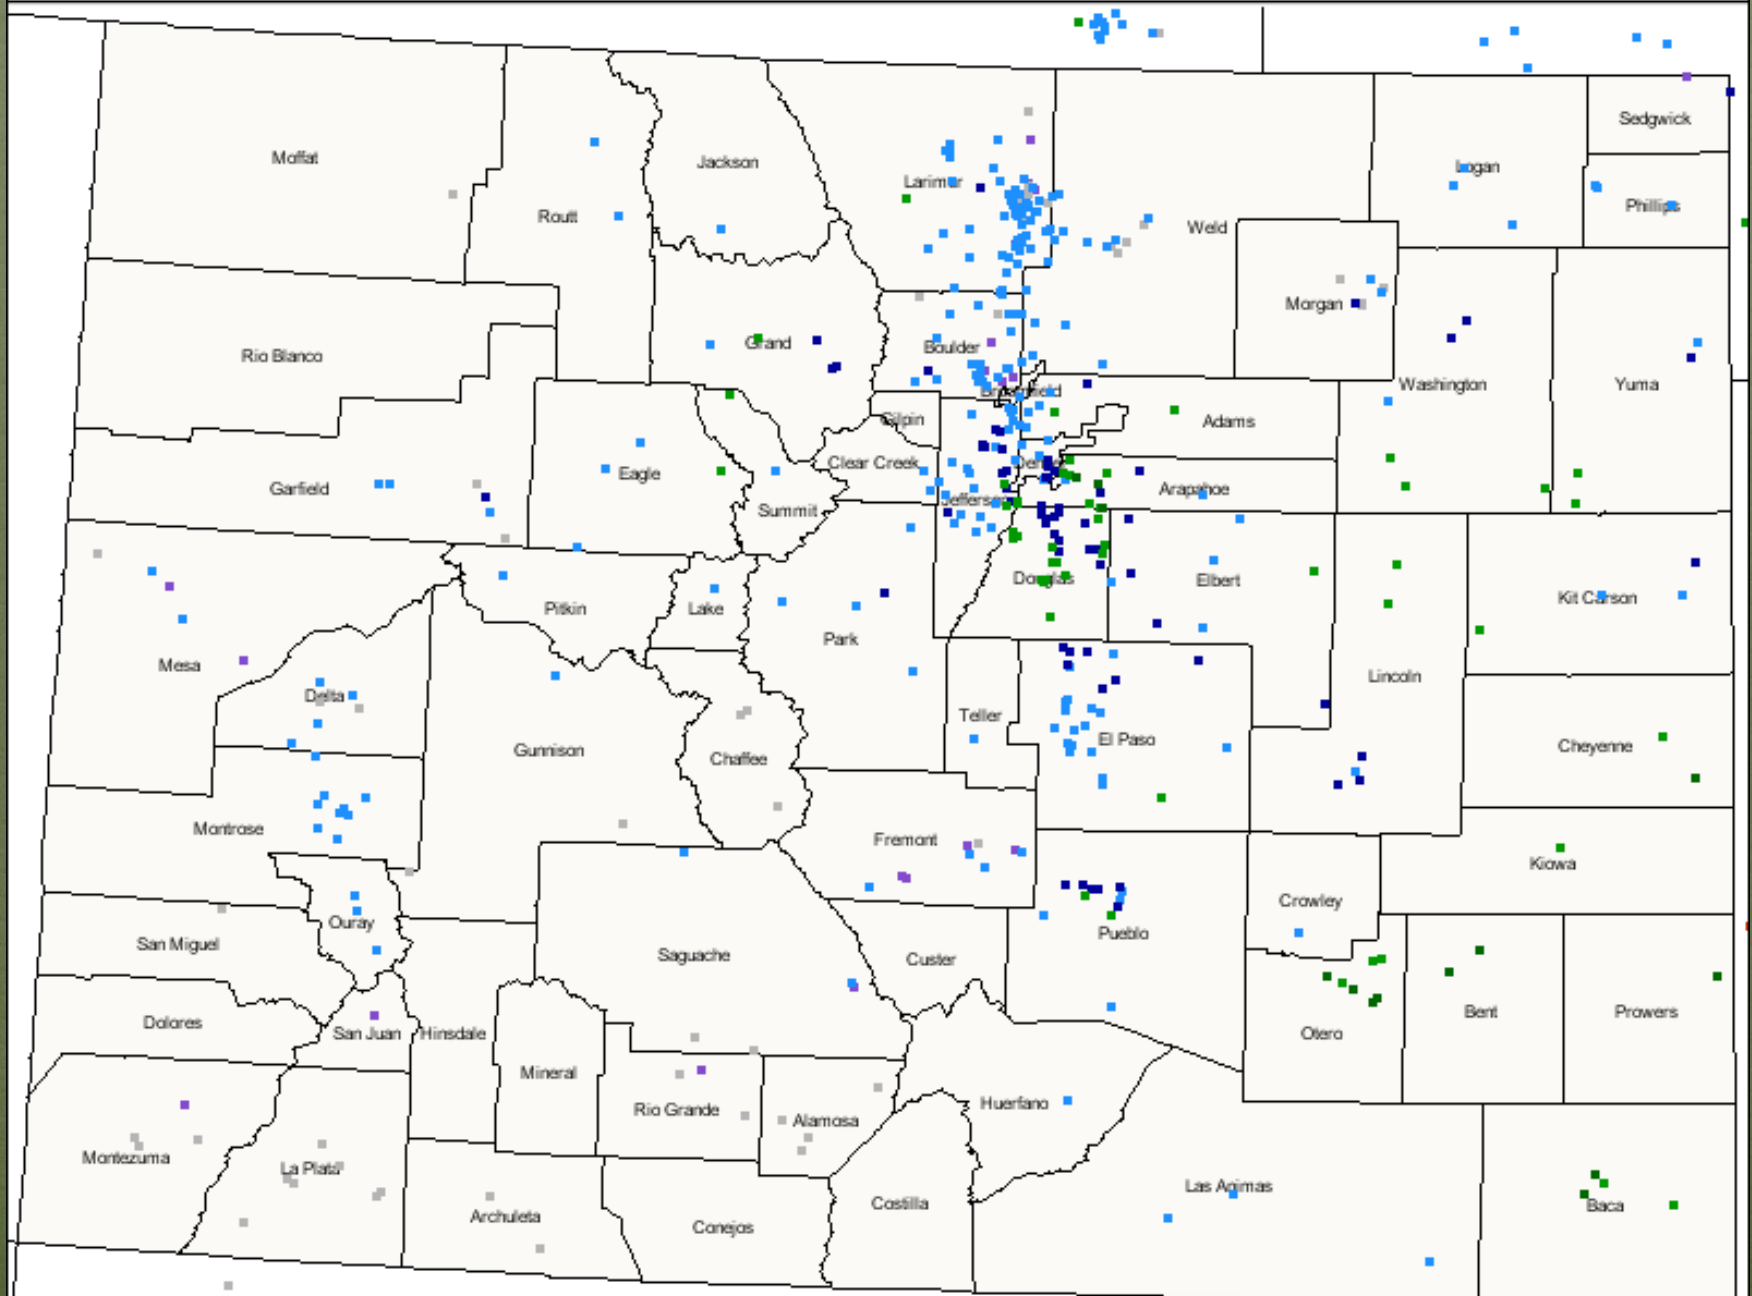 Sedgwick
Moffat
Jackson
Logan
Larimer
Phillips
Routt
Weld
Morgan
Grand
Boulder
Rio Blanco
Washington
Yuma
Broomfield
Gilpin
Adams
Clear Creek
Denver
Eagle
Garfield
Arapahoe
Jefferson
Summit
Douglas
Elbert
Kit Carson
Pitkin
Lake
Park
Mesa
Lincoln
Delta
Teller
El Paso
Cheyenne
Gunnison
Chaffee
Montrose
Fremont
Kiowa
Crowley
Ouray
Pueblo
San Miguel
Saguache
Custer
Dolores
San Juan
Hinsdale
Otero
Bent
Prowers
Mineral
Huerfano
Rio Grande
Alamosa
Montezuma
La Plata
Las Animas
Costilla
Baca
Archuleta
Conejos